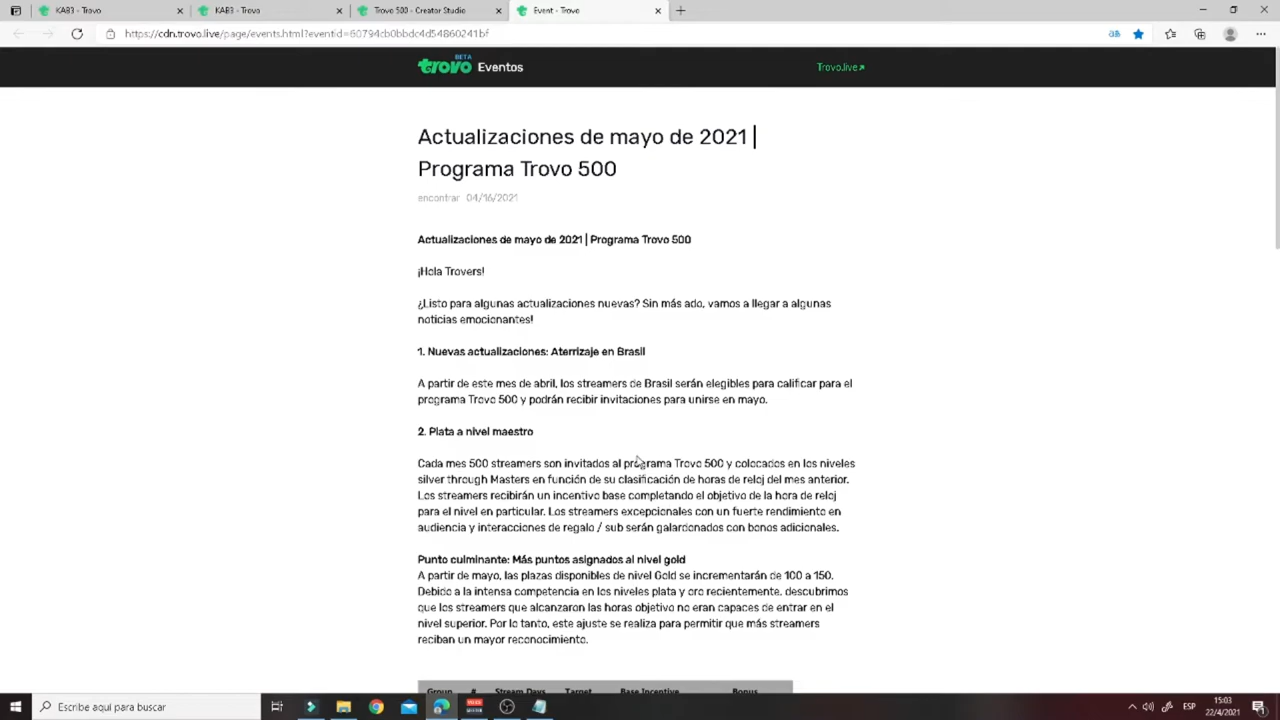 KAB3 - Trovo
KAB3 - Trovo
Trovo 500 - Creator Studio
Event - Trovo
https://cdn.trovo.live/page/events.html?eventid=60794cb0bbdc4d54860241bf
trovo BETA Eventos
Trovo.live
Actualizaciones de mayo de 2021 |
Programa Trovo 500
encontrar 04/16/2021
Actualizaciones de mayo de 2021 | Programa Trovo 500
¡Hola Trovers!
¿Listo para algunas actualizaciones nuevas? Sin más ado, vamos a llegar a algunas
noticias emocionantes!
1. Nuevas actualizaciones: Aterrizaje en Brasil
A partir de este mes de abril, los streamers de Brasil serán elegibles para calificar para el
programa Trovo 500 y podrán recibir invitaciones para unirse en mayo.
2. Plata a nivel maestro
Cada mes 500 streamers son invitados al programa Trovo 500 y colocados en los niveles
silver through Masters en función de su clasificación de horas de reloj del mes anterior.
Los streamers recibirán un incentivo base completando el objetivo de la hora de reloj
para el nivel en particular. Los streamers excepcionales con un fuerte rendimiento en
audiencia y interacciones de regalo / sub serán galardonados con bonos adicionales.
Punto culminante: Más puntos asignados al nivel gold
A partir de mayo, las plazas disponibles de nivel Gold se incrementarán de 100 a 150.
Debido a la intensa competencia en los niveles plata y oro recientemente, descubrimos
que los streamers que alcanzaron las horas objetivo no eran capaces de entrar en el
nivel superior. Por lo tanto, este ajuste se realiza para permitir que más streamers
reciban un mayor reconocimiento.
Group # Stream Days Target Base Incentive Bonus
Escribe aquí para buscar
ESP
15:03
22/4/2021